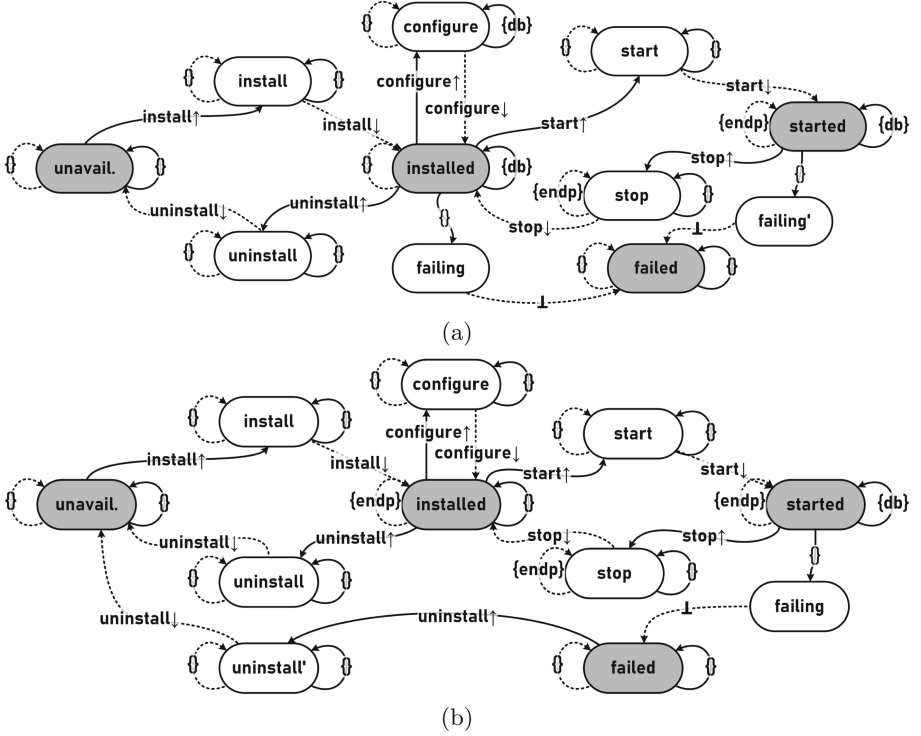 {} configure {db}
{} start {}
{} install {}
configure↑
start↓
configure↓
{endp} started {db}
install↑
install↓
start↑
stop↑
{} unavail. {}
{} installed {db}
{}
{endp} stop {}
uninstall↑
uninstall↓
{}
stop↓
failing'
⊥
{} uninstall {}
failing
{} failed {}
⊥
(a)
{} configure {}
{} install {}
{} start {}
configure↑
configure↓
install↑
install↓
start↑
start↓
{} unavail. {}
{endp} installed {}
{} started {db}
uninstall↓
uninstall↑
stop↓
stop↑
{}
{} uninstall {}
{endp} stop {}
failing
uninstall↓
uninstall↑
⊥
{} uninstall' {}
{} failed {}
(b)